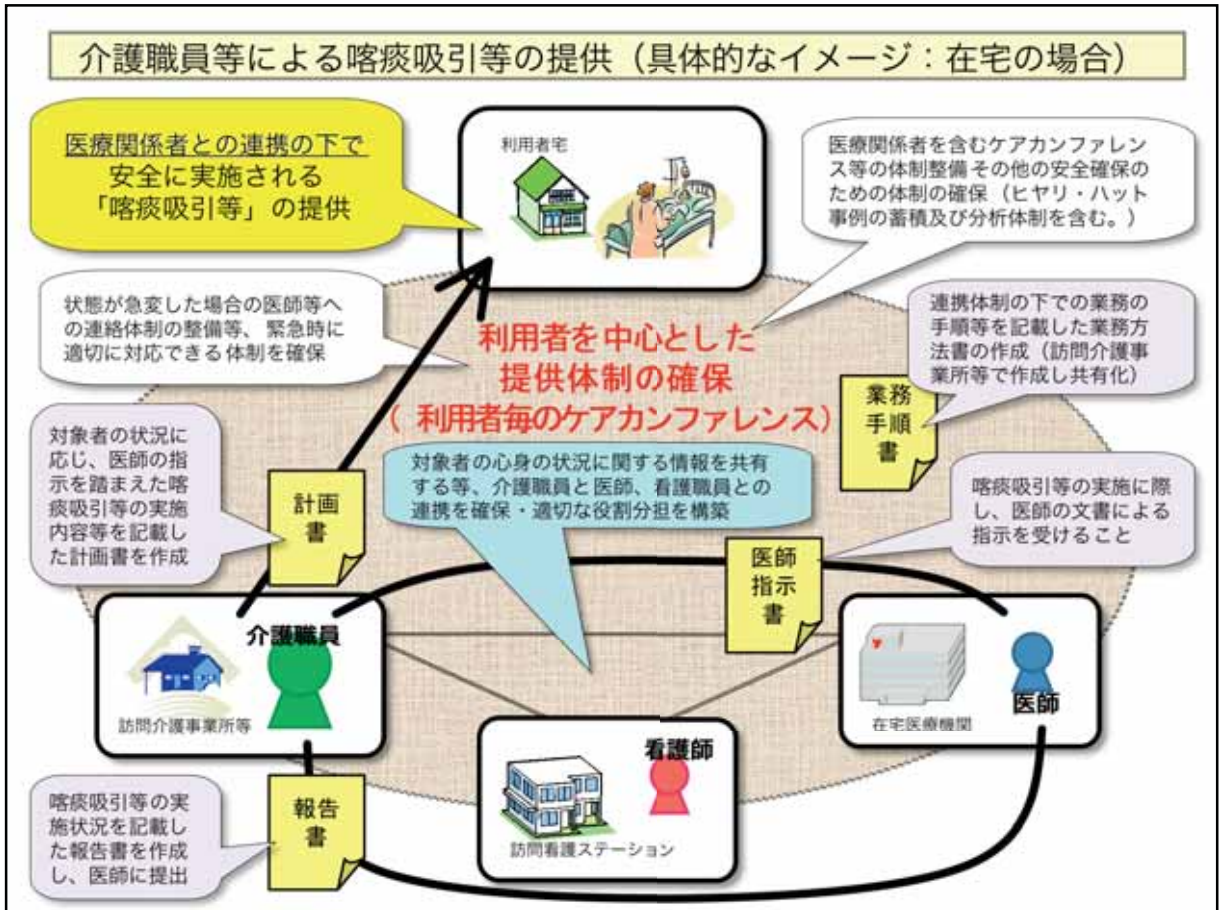 介護職員等による喀痰吸引等の提供（具体的なイメージ：在宅の場合）
医療関係者との連携の下で
安全に実施される
「喀痰吸引等」の提供
利用者宅
医療関係者を含むケアカンファレン
ス等の体制整備 その他の安全確保の
ための体制の確保 （ヒヤリ・ハット
事例の蓄積及び分析体制を含む。）
状態が急変した場合の医師等へ
の連絡体制の整備等、 緊急時に
適切に対応できる 体制を確保
利用者を中心とした
提供体制の確保
（ 利用者毎のケアカンファレンス）
連携体制の下での業務の
手順等を記載した業務方
法書の作成（訪問介護事
業所等で作成し共有化）
業務
手順
書
対象者の状況に
応じ、医師の指
示を踏まえた喀
痰吸引等の実施
内容等を記載し
た計画書を作成
計画
書
対象者の心身の状況に関する情報を共有
する等、介護職員と医師、看護職員との
連携を確保・適切な役割分担を構築
喀痰吸引等の実施に際
し、医師の文書による
指示を受けること
医師
指示
書
介護職員
訪問介護事業所等
医師
在宅医療機関
看護師
訪問看護ステーション
喀痰吸引等の実
施状況を記載し
た報告書を作成
し、医師に提出
報告
書